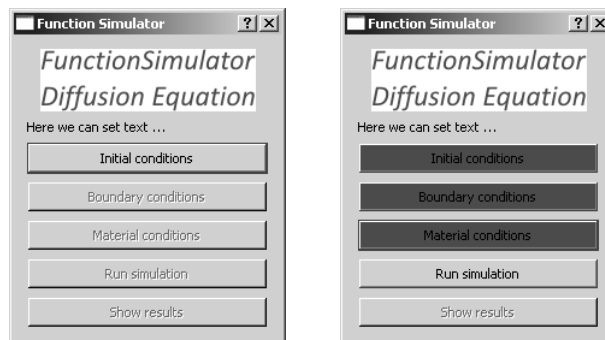 Function Simulator
FunctionSimulator
Diffusion Equation
Here we can set text ...
Initial conditions
Boundary conditions
Material conditions
Run simulation
Show results
Function Simulator
FunctionSimulator
Diffusion Equation
Here we can set text ...
Initial conditions
Boundary conditions
Material conditions
Run simulation
Show results